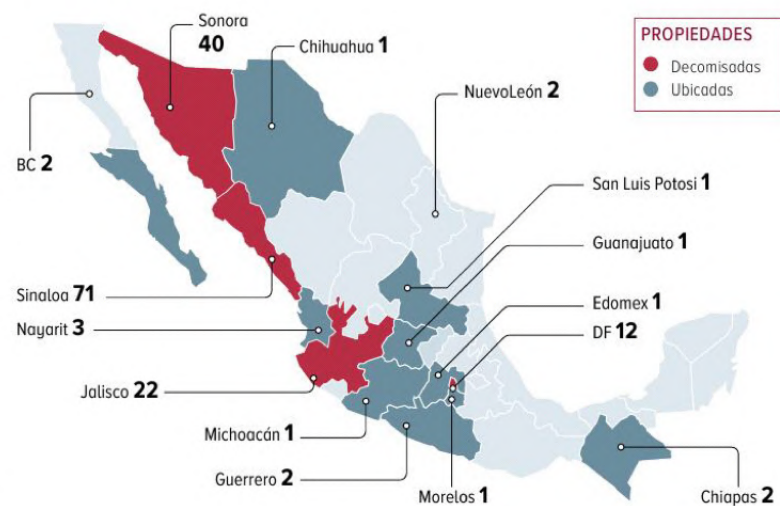 Sonora
40
Chihuahua 1
PROPIEDADES
Decomisadas
Ubicadas
NuevoLeón 2
BC 2
San Luis Potosi 1
Guanajuato 1
Sinaloa 71
Edomex 1
Nayarit 3
DF 12
Jalisco 22
Michoacán 1
Guerrero 2
Morelos 1
Chiapas 2